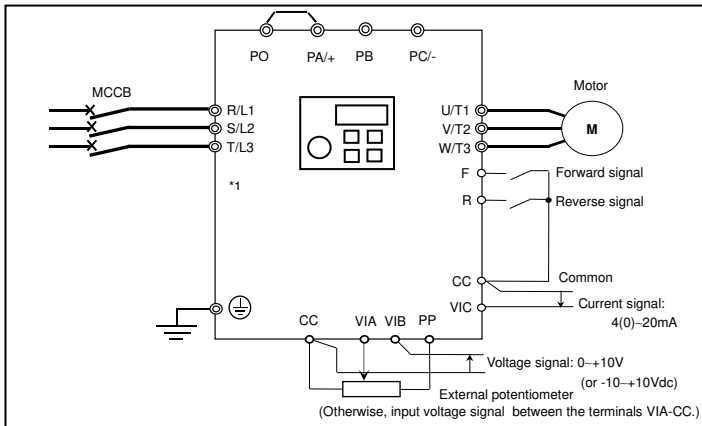 PO PA/+ PB PC/-
MCCB
Motor
R/L1
S/L2
T/L3
U/T1
V/T2
W/T3
M
*1
F
Forward signal
R
Reverse signal
CC
Common
VIC
Current signal:
4(0)~20mA
CC VIA VIB PP
Voltage signal: 0~+10V
(or -10~+10Vdc)
External potentiometer
(Otherwise, input voltage signal between the terminals VIA-CC.)